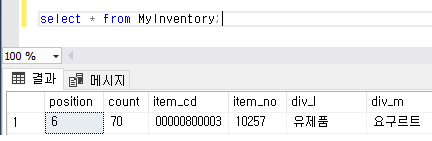 select * from MyInventory;
100 %
결과 메시지
position count item_cd item_no div_l div_m
1 6 70 00000800003 10257 유제품 요구르트